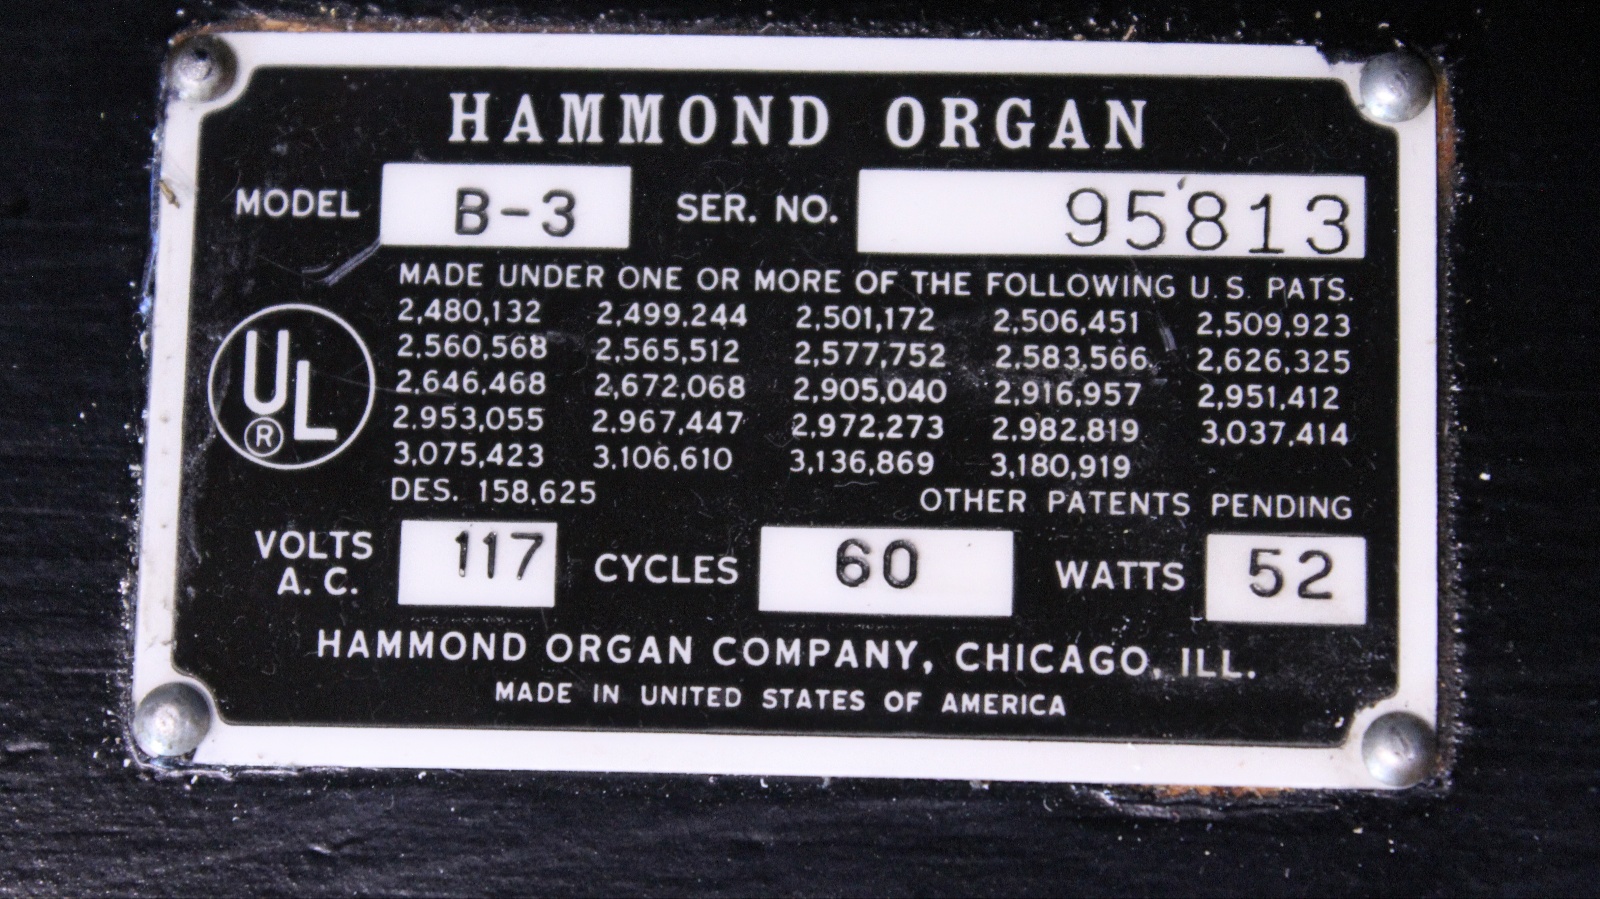 HAMMOND ORGAN
MODEL B-3 SER. NO. 95813
MADE UNDER ONE OR MORE OF THE FOLLOWING U.S. PATS.
2,480,132 2,499,244 2,501,172 2,506,451 2,509,923
2,560,568 2,565,512 2,577,752 2,583,566 2,626,325
2,646,468 2,672,068 2,905,040 2,916,957 2,951,412
2,953,055 2,967,447 2,972,273 2,982,819 3,037,414
3,075,423 3,106,610 3,136,869 3,180,919
UL
®
DES. 158,625 OTHER PATENTS PENDING
VOLTS A.C. 117 CYCLES 60 WATTS 52
HAMMOND ORGAN COMPANY, CHICAGO, ILL.
MADE IN UNITED STATES OF AMERICA